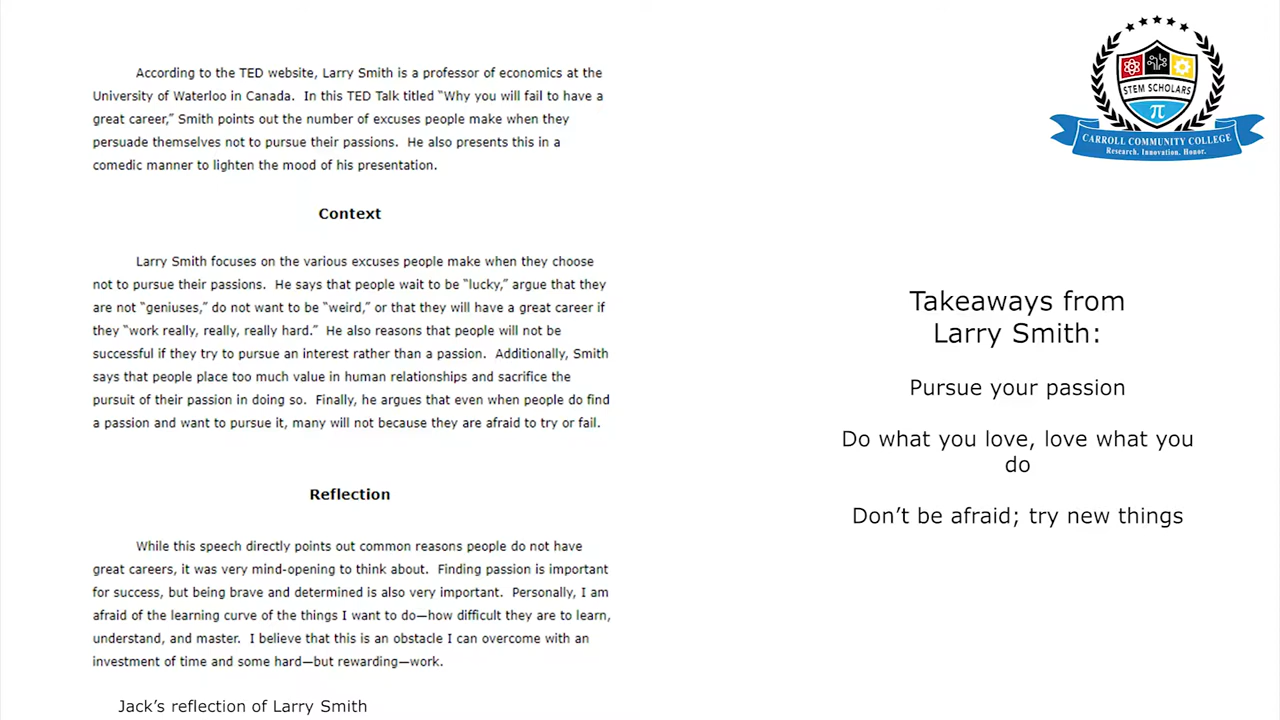 According to the TED website, Larry Smith is a professor of economics at the
University of Waterloo in Canada.  In this TED Talk titled “Why you will fail to have a
great career,” Smith points out the number of excuses people make when they
persuade themselves not to pursue their passions.  He also presents this in a
comedic manner to lighten the mood of his presentation.
Context
Larry Smith focuses on the various excuses people make when they choose
not to pursue their passions.  He says that people wait to be “lucky,” argue that they
are not “geniuses,” do not want to be “weird,” or that they will have a great career if
they “work really, really, really hard.”  He also reasons that people will not be
successful if they try to pursue an interest rather than a passion.  Additionally, Smith
says that people place too much value in human relationships and sacrifice the
pursuit of their passion in doing so.  Finally, he argues that even when people do find
a passion and want to pursue it, many will not because they are afraid to try or fail.
Reflection
While this speech directly points out common reasons people do not have
great careers, it was very mind-opening to think about.  Finding passion is important
for success, but being brave and determined is also very important.  Personally, I am
afraid of the learning curve of the things I want to do—how difficult they are to learn,
understand, and master.  I believe that this is an obstacle I can overcome with an
investment of time and some hard—but rewarding—work.
Jack’s reflection of Larry Smith
STEM SCHOLARS
π
CARROLL COMMUNITY COLLEGE
Research. Innovation. Honor.
Takeaways from
Larry Smith:
Pursue your passion
Do what you love, love what you
do
Don’t be afraid; try new things